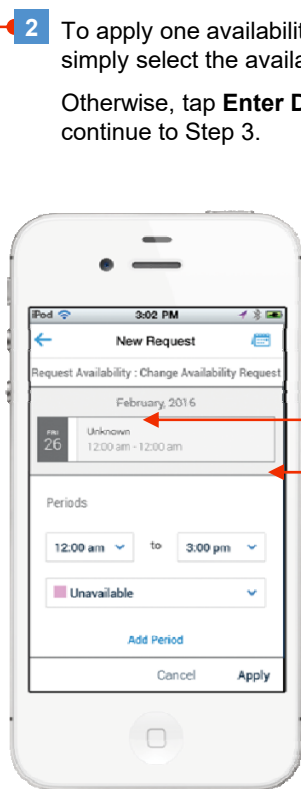 2 To apply one availabilit
simply select the availa
Otherwise, tap Enter D
continue to Step 3.
iPod 3:02 PM
New Request
Request Availability : Change Availability Request
February, 2016
FRI
26
Unknown
12:00 am - 12:00 am
Periods
12:00 am to 3:00 pm
Unavailable
Add Period
Cancel Apply